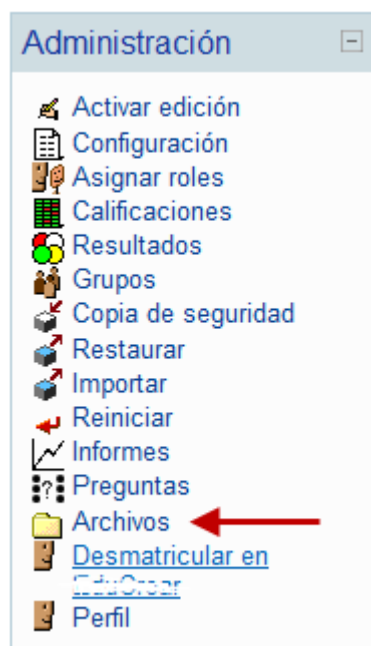 Administración
Activar edición
Configuración
Asignar roles
Calificaciones
Resultados
Grupos
Copia de seguridad
Restaurar
Importar
Reiniciar
Informes
Preguntas
Archivos
Desmatricular en
Perfil